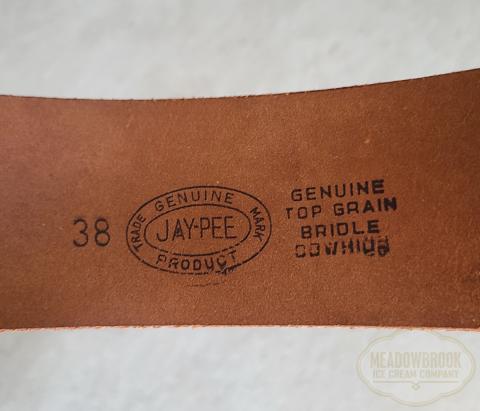 38
GENUINE
TRADE MARK
JAY-PEE
PRODUCT
GENUINE
TOP GRAIN
BRIDLE
COWHIDE
MEADOWBROOK
ICE CREAM COMPANY